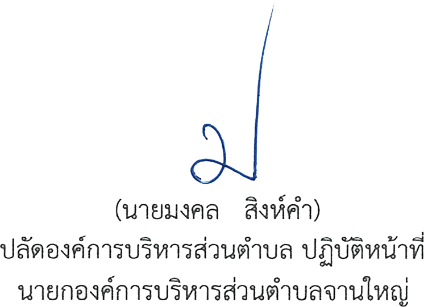 (นายมงคล สิงห์คำ)
ปลัดองค์การบริหารส่วนตำบล ปฏิบัติหน้าที่
นายกองค์การบริหารส่วนตำบลจานใหญ่